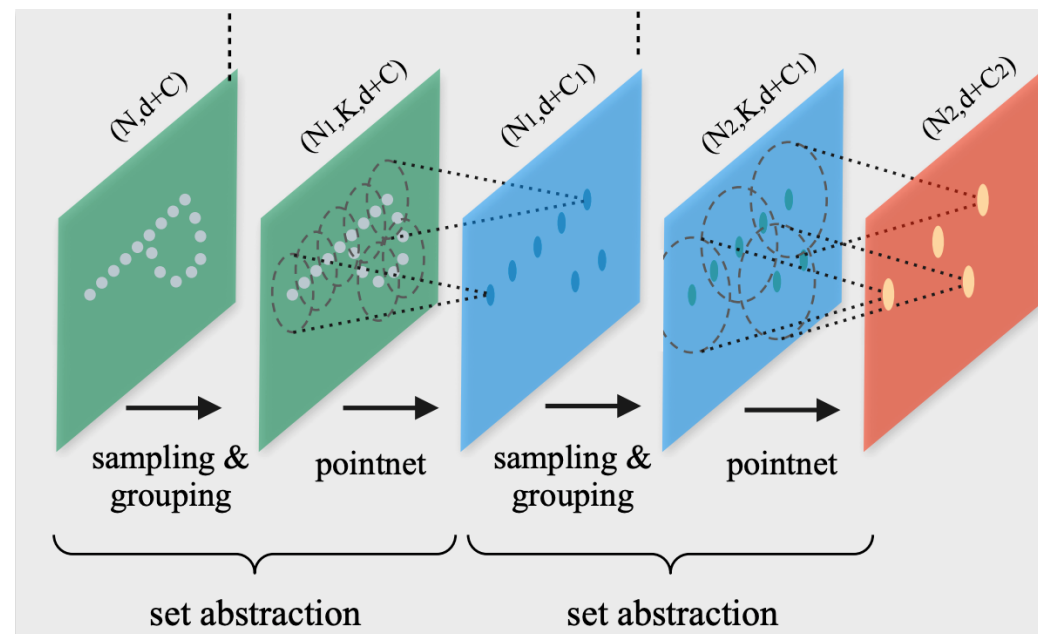 (N,d+C)
(N1,K,d+C)
(N1,d+C1)
(N2,K,d+C1)
(N2,d+C2)
sampling &
grouping
pointnet
sampling &
grouping
pointnet
set abstraction
set abstraction